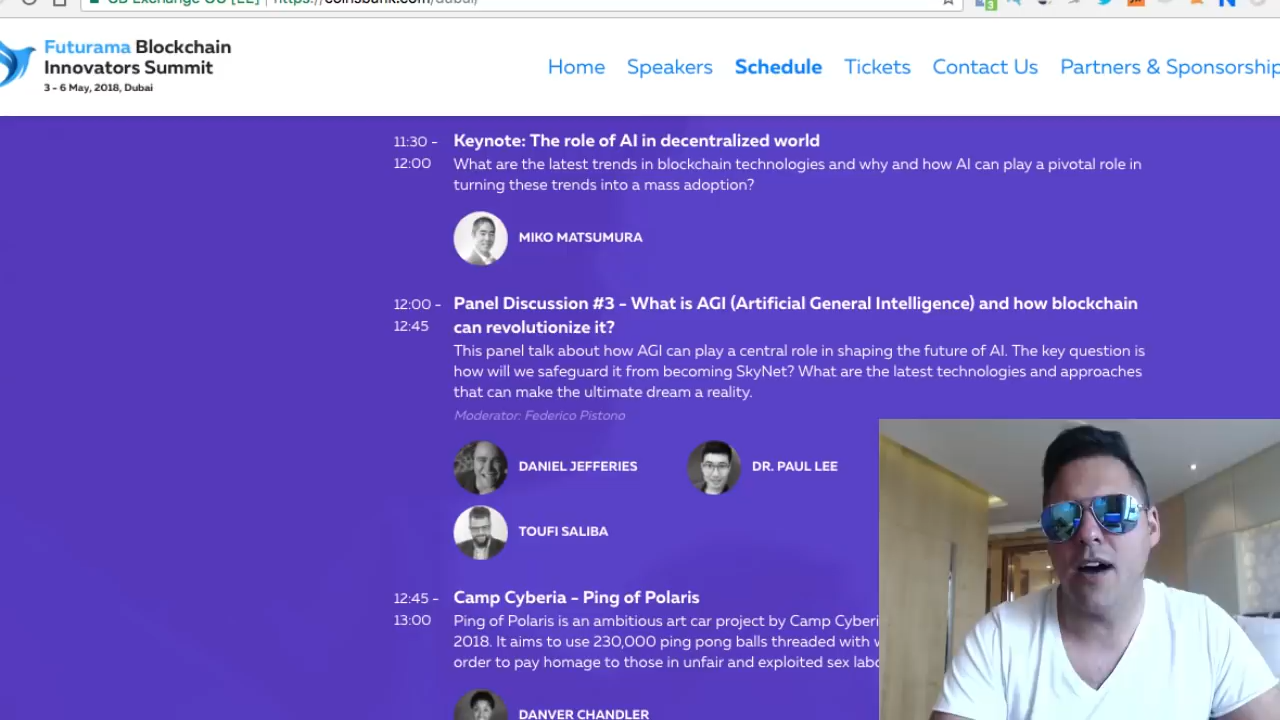 coinsbank.com/dubai/
3
Futurama Blockchain
Innovators Summit
3 - 6 May, 2018, Dubai
Home Speakers Schedule Tickets Contact Us Partners & Sponsorship
11:30 - Keynote: The role of AI in decentralized world
12:00 What are the latest trends in blockchain technologies and why and how AI can play a pivotal role in
turning these trends into a mass adoption?
MIKO MATSUMURA
12:00 - Panel Discussion #3 - What is AGI (Artificial General Intelligence) and how blockchain
12:45 can revolutionize it?
This panel talk about how AGI can play a central role in shaping the future of AI. The key question is
how will we safeguard it from becoming SkyNet? What are the latest technologies and approaches
that can make the ultimate dream a reality.
Moderator: Federico Pistono
DANIEL JEFFERIES DR. PAUL LEE
TOUFI SALIBA
12:45 - Camp Cyberia - Ping of Polaris
13:00 Ping of Polaris is an ambitious art car project by Camp Cyberi
2018. It aims to use 230,000 ping pong balls threaded with
order to pay homage to those in unfair and exploited sex labo
DANVER CHANDLER